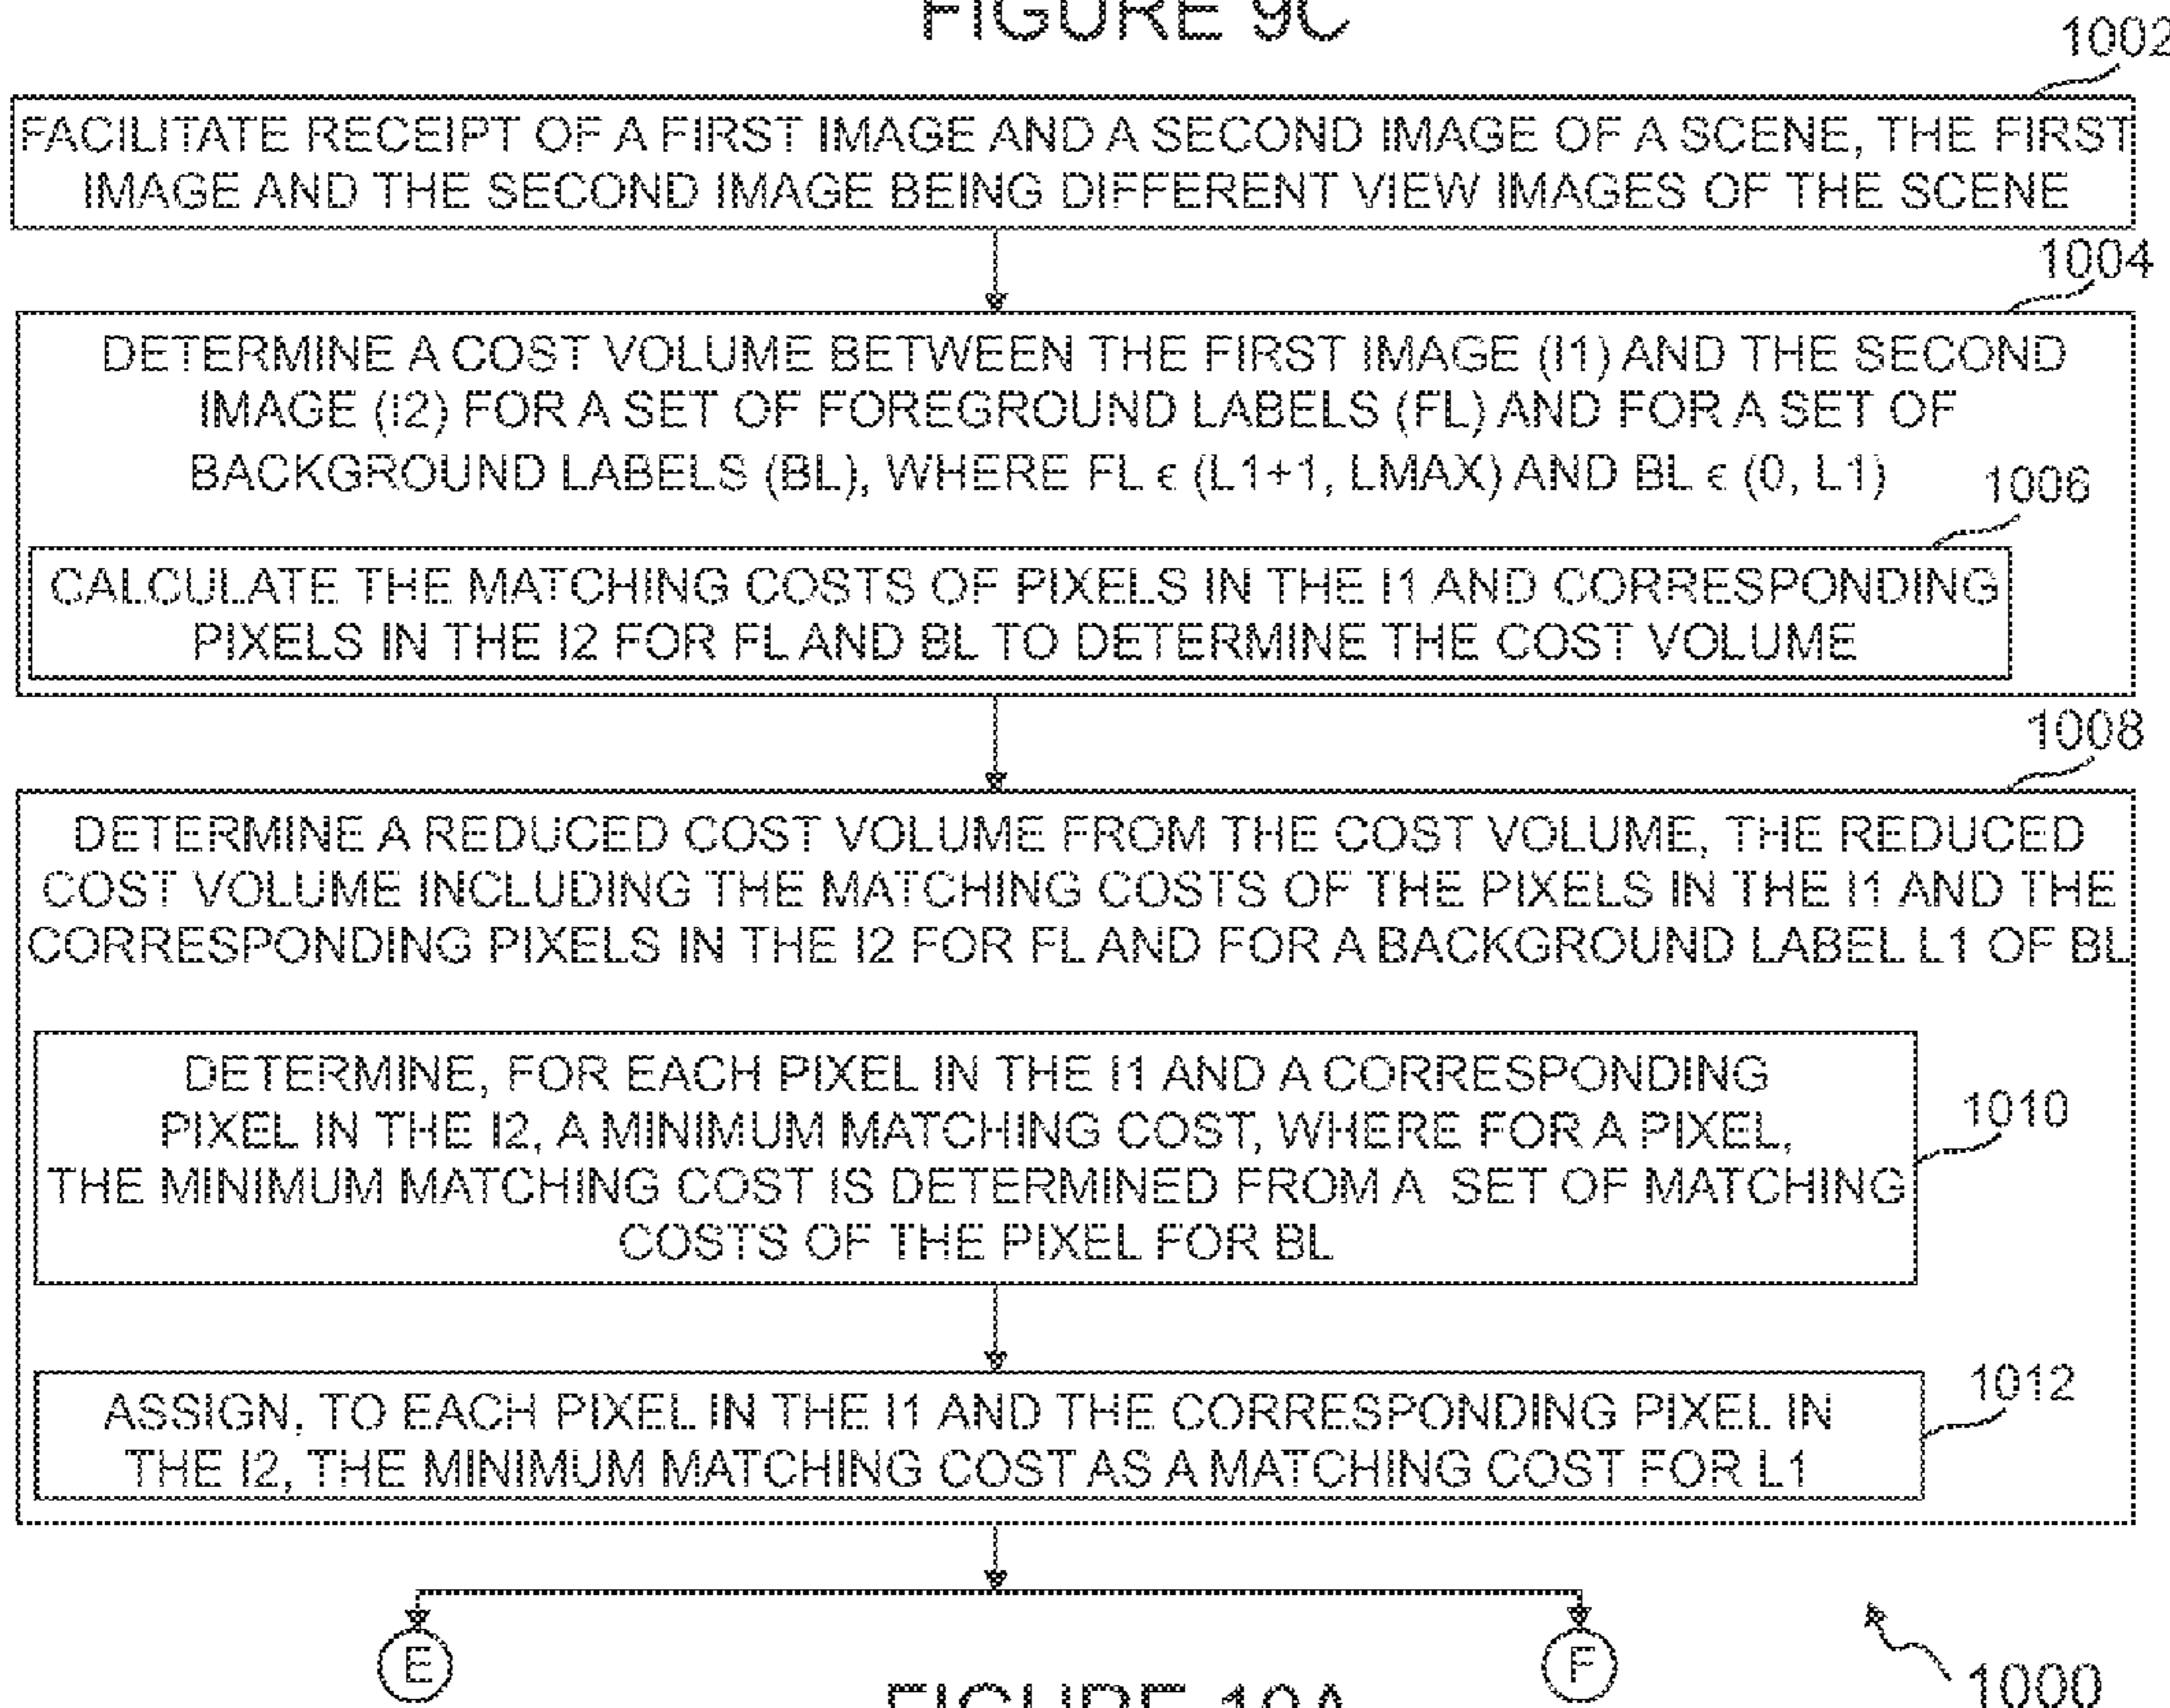 FIGURE 9C
1002
FACILITATE RECEIPT OF A FIRST IMAGE AND A SECOND IMAGE OF A SCENE, THE FIRST
IMAGE AND THE SECOND IMAGE BEING DIFFERENT VIEW IMAGES OF THE SCENE
1004
DETERMINE A COST VOLUME BETWEEN THE FIRST IMAGE (I1) AND THE SECOND
IMAGE (I2) FOR A SET OF FOREGROUND LABELS (FL) AND FOR A SET OF
BACKGROUND LABELS (BL), WHERE FL ϵ (L1+1, LMAX) AND BL ϵ (0, L1)
1006
CALCULATE THE MATCHING COSTS OF PIXELS IN THE I1 AND CORRESPONDING
PIXELS IN THE I2 FOR FL AND BL TO DETERMINE THE COST VOLUME
1008
DETERMINE A REDUCED COST VOLUME FROM THE COST VOLUME, THE REDUCED
COST VOLUME INCLUDING THE MATCHING COSTS OF THE PIXELS IN THE I1 AND THE
CORRESPONDING PIXELS IN THE I2 FOR FL AND FOR A BACKGROUND LABEL L1 OF BL
DETERMINE, FOR EACH PIXEL IN THE I1 AND A CORRESPONDING
PIXEL IN THE I2, A MINIMUM MATCHING COST, WHERE FOR A PIXEL,
THE MINIMUM MATCHING COST IS DETERMINED FROM A SET OF MATCHING
COSTS OF THE PIXEL FOR BL
1010
ASSIGN, TO EACH PIXEL IN THE I1 AND THE CORRESPONDING PIXEL IN
THE I2, THE MINIMUM MATCHING COST AS A MATCHING COST FOR L1
1012
E
F
1000
FIGURE 10A